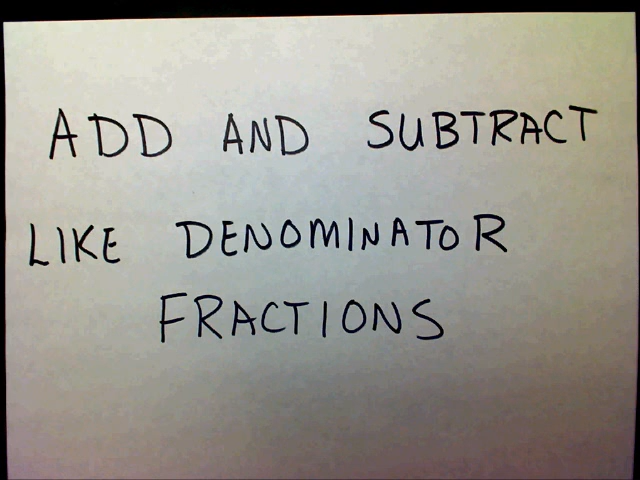 ADD AND SUBTRACT
LIKE DENOMINATOR
FRACTIONS